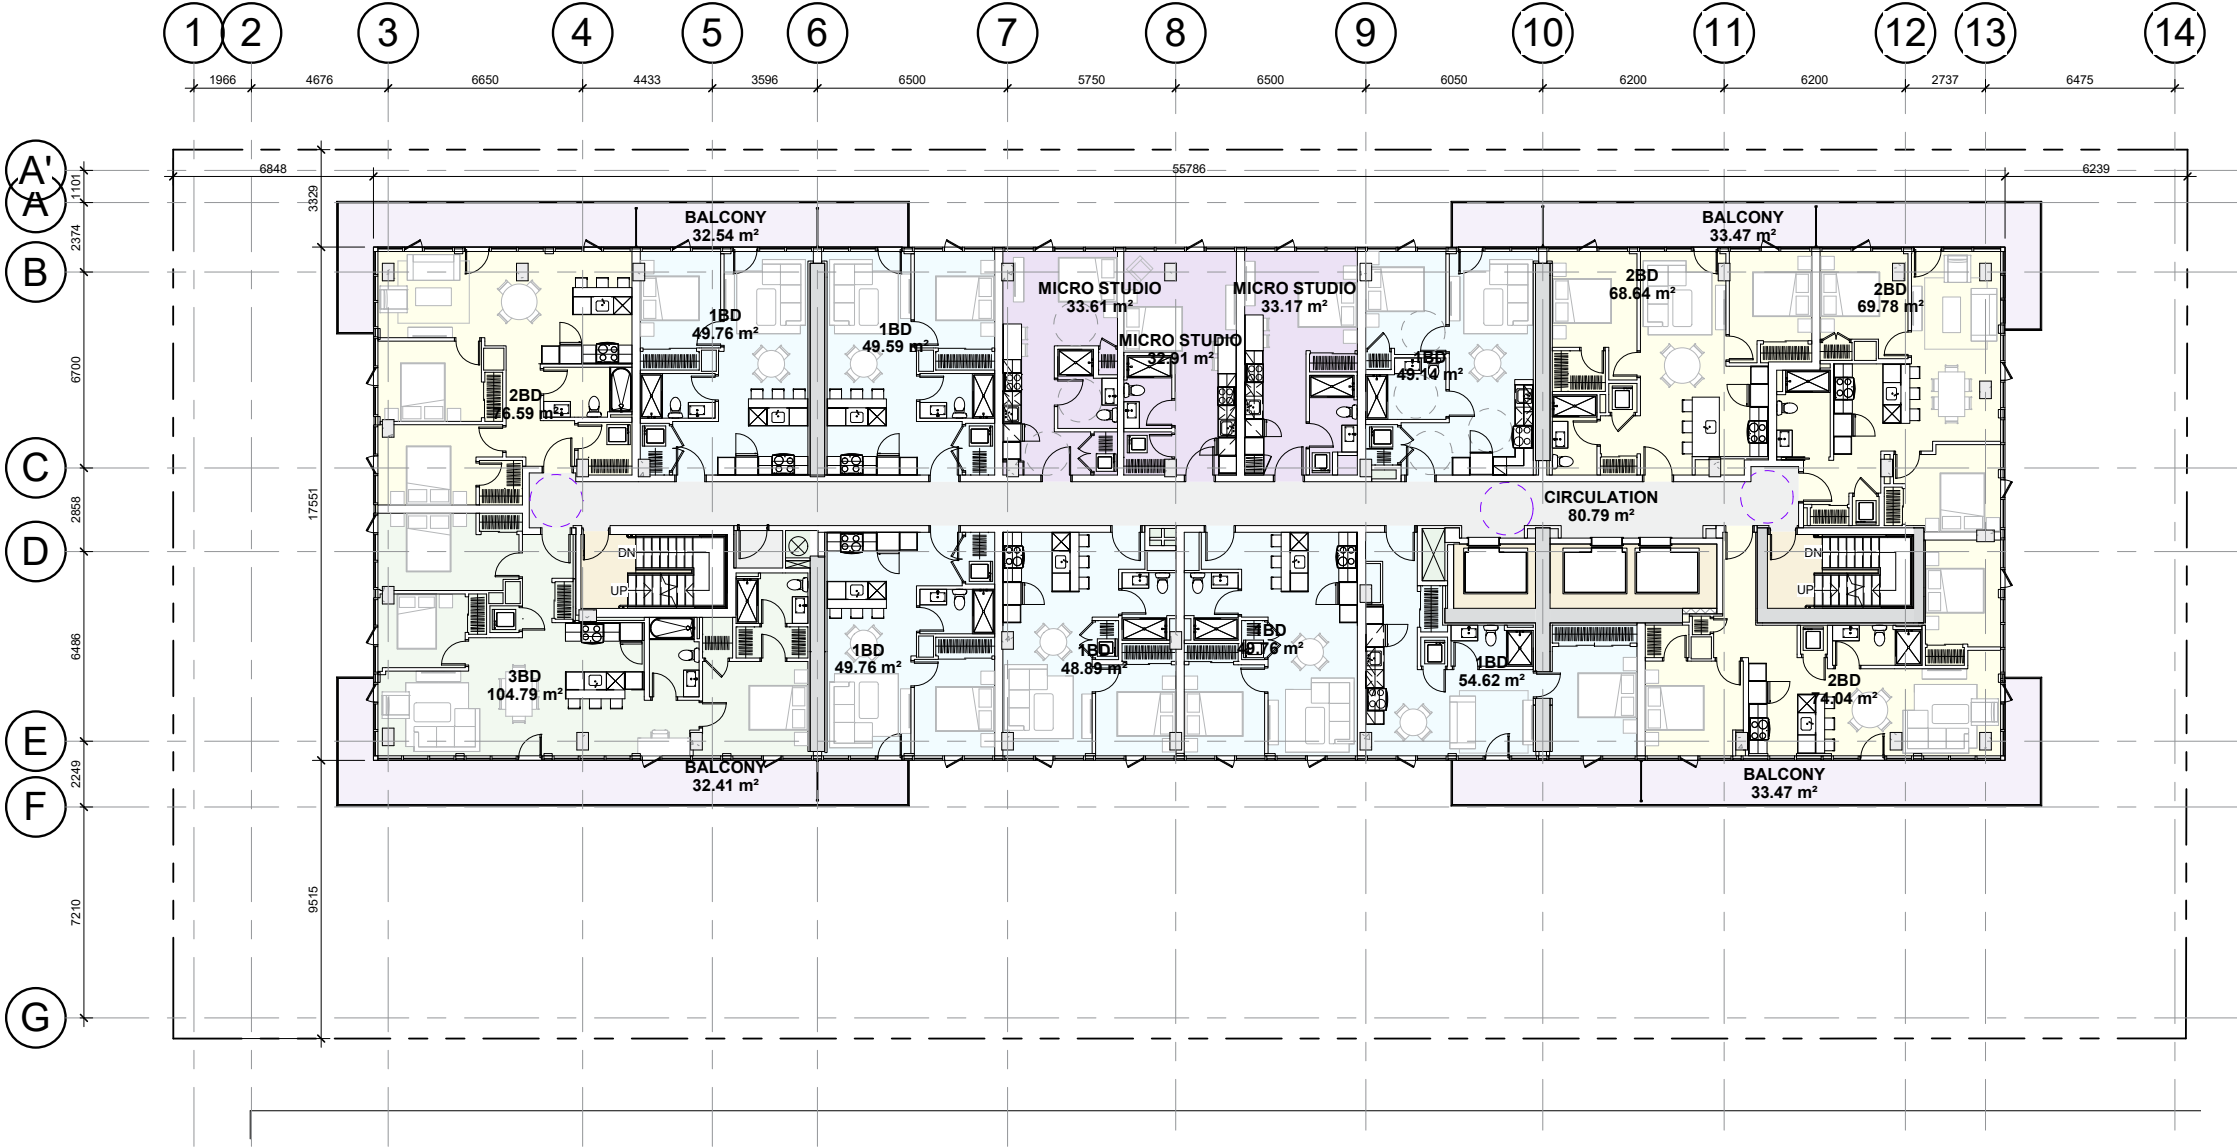 1 2 3 4 5 6 7 8 9 10 11 12 13 14
1966 4676 6650 4433 3596 6500 5750 6500 6050 6200 6200 2737 6475
6848 55786 6239
A'
A
B
C
D
E
F
G
1101
2374
6700
2858
6486
2249
7210
3329
17551
9515
BALCONY
32.54 m²
BALCONY
33.47 m²
2BD
76.59 m²
1BD
49.76 m²
1BD
49.59 m²
MICRO STUDIO
33.61 m²
MICRO STUDIO
32.91 m²
MICRO STUDIO
33.17 m²
1BD
49.14 m²
2BD
68.64 m²
2BD
69.78 m²
CIRCULATION
80.79 m²
DN
UP
DN
UP
3BD
104.79 m²
1BD
49.76 m²
1BD
48.89 m²
1BD
49.76 m²
1BD
54.62 m²
2BD
74.04 m²
BALCONY
32.41 m²
BALCONY
33.47 m²